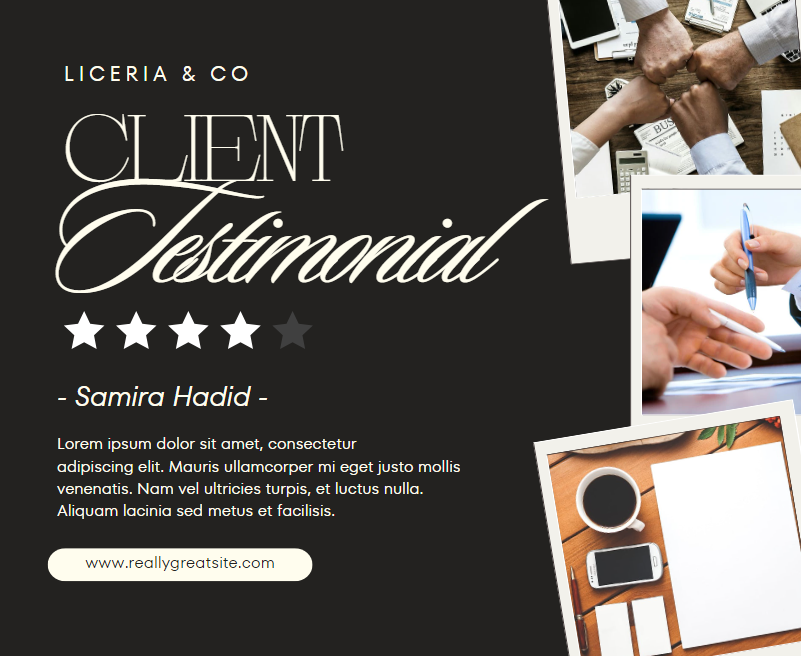 LICERIA & CO
CLIENT
Testimonial
- Samira Hadid -
Lorem ipsum dolor sit amet, consectetur
adipiscing elit. Mauris ullamcorper mi eget justo mollis
venenatis. Nam vel ultricies turpis, et luctus nulla.
Aliquam lacinia sed metus et facilisis.
www.reallygreatsite.com